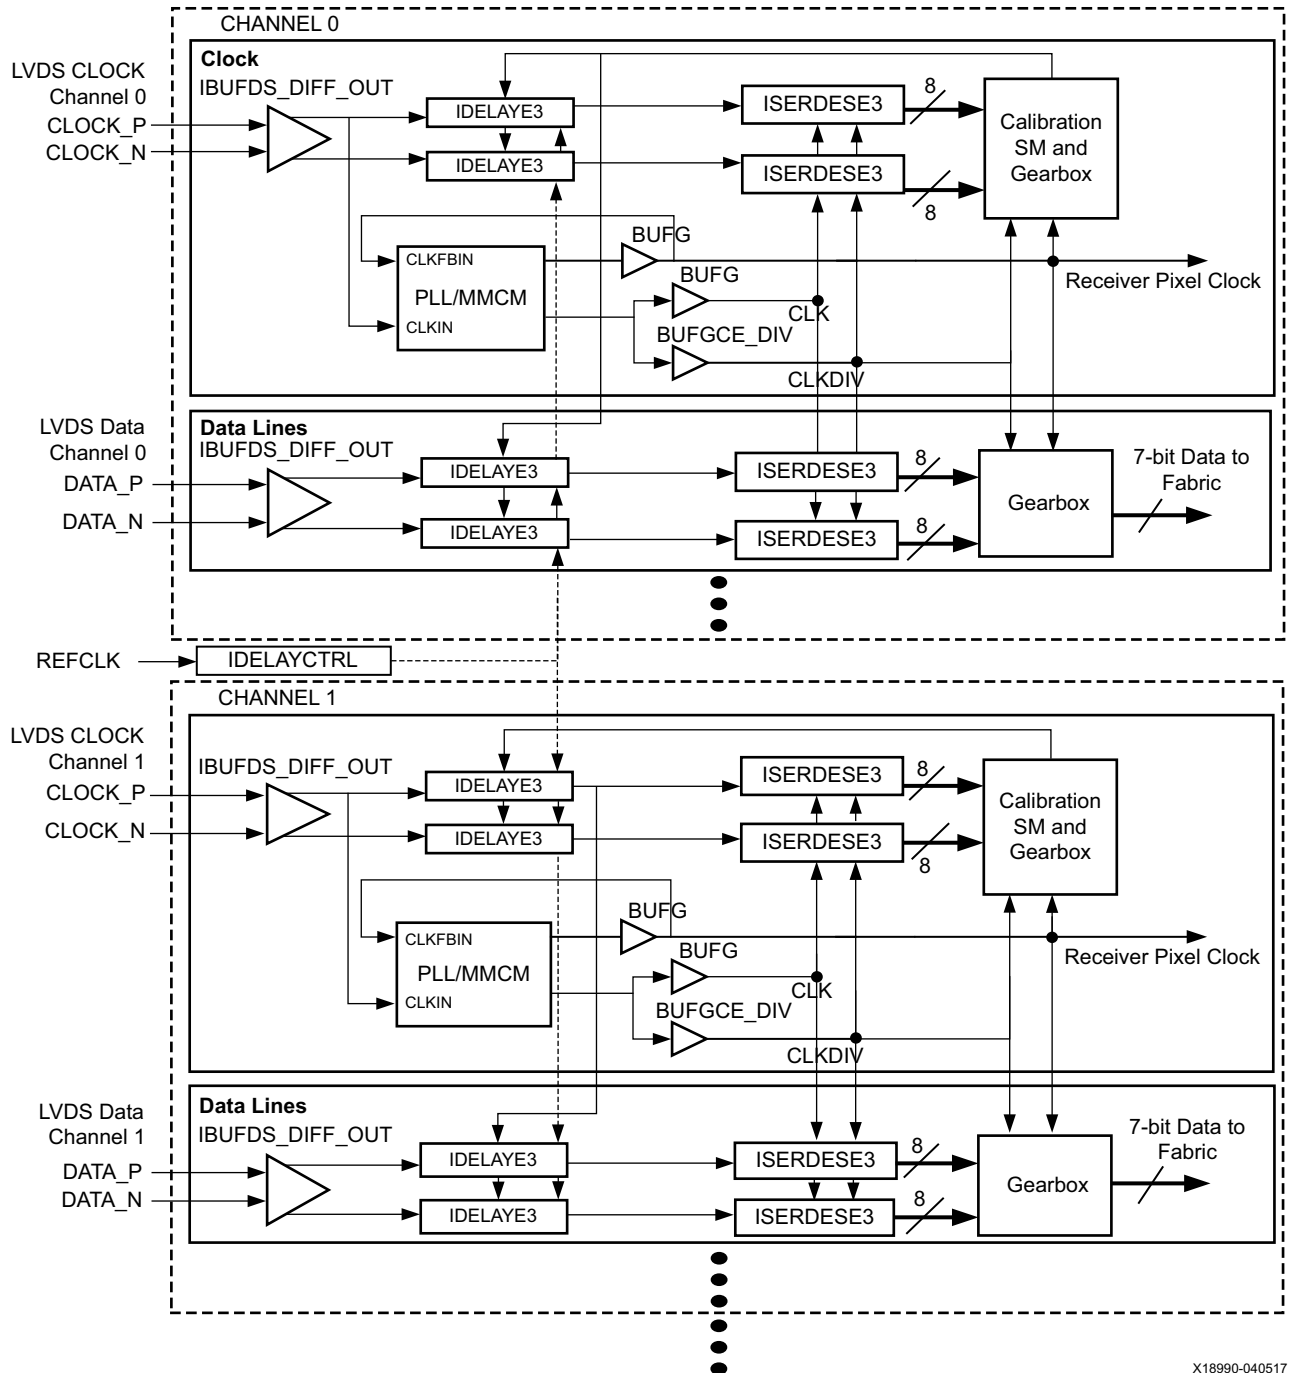 CHANNEL 0
Clock
LVDS CLOCK
Channel 0
IBUFDS_DIFF_OUT
CLOCK_P
CLOCK_N
IDELAYE3
IDELAYE3
ISERDESE3
ISERDESE3
8
8
Calibration
SM and
Gearbox
BUFG
CLKFBIN
PLL/MMCM
CLKIN
BUFG
CLK
BUFGCE_DIV
CLKDIV
Receiver Pixel Clock
LVDS Data
Channel 0
Data Lines
IBUFDS_DIFF_OUT
DATA_P
DATA_N
IDELAYE3
IDELAYE3
ISERDESE3
ISERDESE3
8
8
Gearbox
7-bit Data to
Fabric
REFCLK
IDELAYCTRL
CHANNEL 1
LVDS CLOCK
Channel 1
IBUFDS_DIFF_OUT
CLOCK_P
CLOCK_N
IDELAYE3
IDELAYE3
ISERDESE3
ISERDESE3
8
8
Calibration
SM and
Gearbox
BUFG
CLKFBIN
PLL/MMCM
CLKIN
BUFG
CLK
BUFGCE_DIV
CLKDIV
Receiver Pixel Clock
LVDS Data
Channel 1
Data Lines
IBUFDS_DIFF_OUT
DATA_P
DATA_N
IDELAYE3
IDELAYE3
ISERDESE3
ISERDESE3
8
8
Gearbox
7-bit Data to
Fabric
X18990-040517